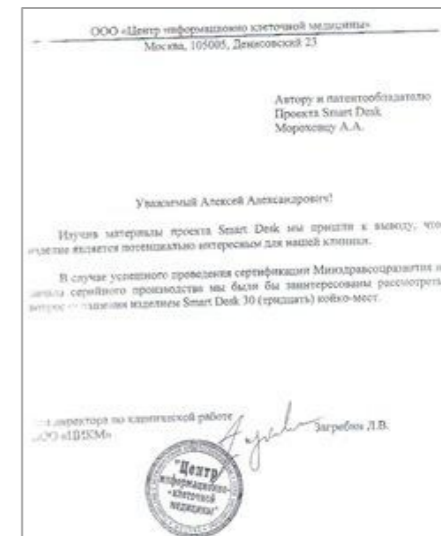 ООО «Центр информационно клеточной медицины»
Москва, 105005, Денисовский 23
Автору и патентообладателю
Проекта Smart Desk
Мороховцу А.А.
Уважаемый Алексей Александрович!
Изучив материалы проекта Smart Desk мы пришли к выводу, что
изделие является потенциально интересным для нашей клиники.
В случае успешного проведения сертификации Минздравсоцразвития и
начала серийного производства мы были бы заинтересованы рассмотреть
вопрос оснащения изделием Smart Desk 30 (тридцать) койко-мест.
директора по клинической работе
ООО «ЦИКМ»
Загребин Л.В.
"Центр
информационно-
клеточной
медицины"